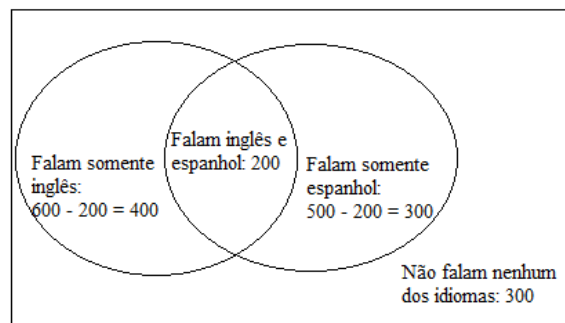 Falam inglês e
espanhol: 200
Falam somente
inglês:
600 - 200 = 400
Falam somente
espanhol:
500 - 200 = 300
Não falam nenhum
dos idiomas: 300